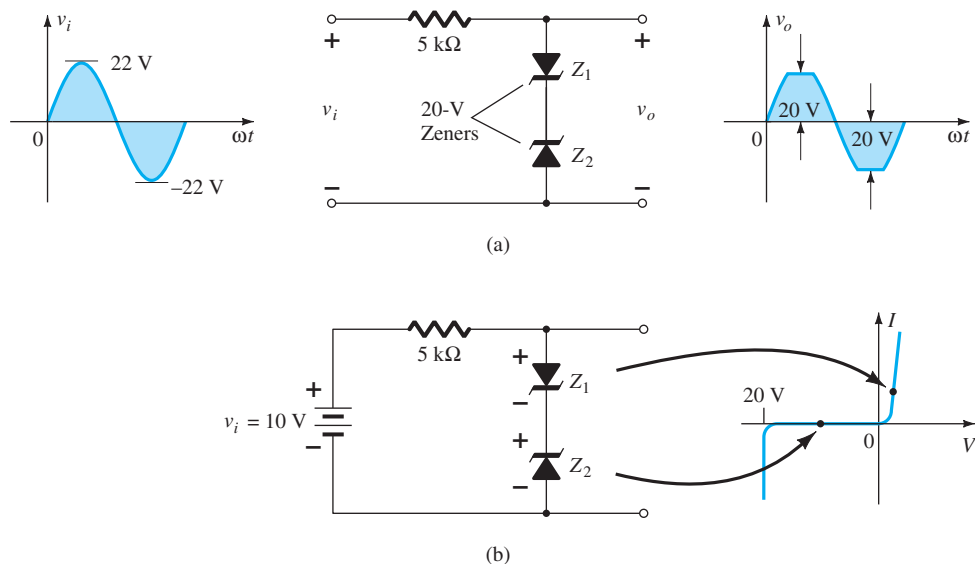 v_i
22 V
0
ωt
−22 V
5 kΩ
+
+
Z_1
v_i
20-V
Zeners
v_o
Z_2
−
−
v_o
20 V
0
ωt
20 V
(a)
5 kΩ
+
v_i = 10 V
−
+
Z_1
−
+
Z_2
−
I
20 V
0
V
(b)